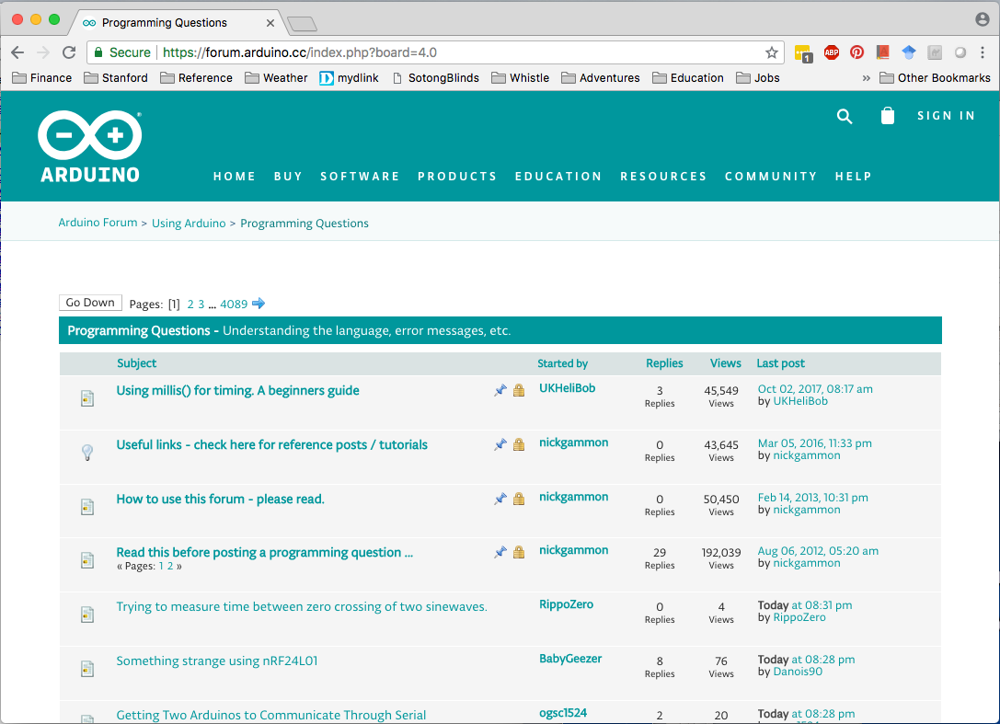 Programming Questions
Secure https://forum.arduino.cc/index.php?board=4.0
1 ABP
Finance Stanford Reference Weather D mydlink SotongBlinds Whistle Adventures Education Jobs » Other Bookmarks
SIGN IN
ARDUINO
HOME BUY SOFTWARE PRODUCTS EDUCATION RESOURCES COMMUNITY HELP
Arduino Forum > Using Arduino > Programming Questions
Go Down Pages: [1] 2 3 ... 4089
Programming Questions - Understanding the language, error messages, etc.
Subject Started by Replies Views Last post
Using millis() for timing. A beginners guide UKHeliBob 3 Replies 45,549 Views Oct 02, 2017, 08:17 am
by UKHeliBob
Useful links - check here for reference posts / tutorials nickgammon 0 Replies 43,645 Views Mar 05, 2016, 11:33 pm
by nickgammon
How to use this forum - please read. nickgammon 0 Replies 50,450 Views Feb 14, 2013, 10:31 pm
by nickgammon
Read this before posting a programming question ... nickgammon 29 Replies 192,039 Views Aug 06, 2012, 05:20 am
« Pages: 1 2 » by nickgammon
Trying to measure time between zero crossing of two sinewaves. RippoZero 0 Replies 4 Views Today at 08:31 pm
by RippoZero
Something strange using nRF24L01 BabyGeezer 8 Replies 76 Views Today at 08:28 pm
by Danois90
Getting Two Arduinos to Communicate Through Serial ogsc1524 2 20 Today at 08:28 pm